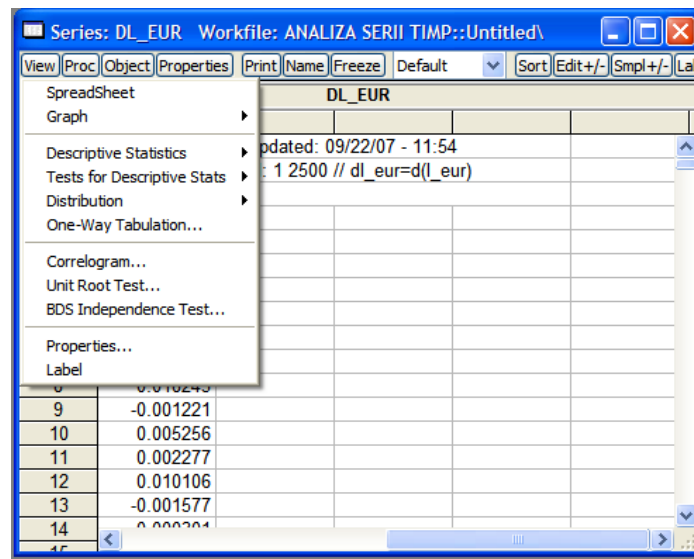 Series: DL_EUR Workfile: ANALIZA SERII TIMP::Untitled\
View Proc Object Properties Print Name Freeze Default Sort Edit+/- Smpl+/- La
DL_EUR
SpreadSheet
Graph
pdated: 09/22/07 - 11:54
: 1 2500 // dl_eur=d(l_eur)
Descriptive Statistics
Tests for Descriptive Stats
Distribution
One-Way Tabulation...
Correlogram...
Unit Root Test...
BDS Independence Test...
Properties...
Label
9 -0.001221
10 0.005256
11 0.002277
12 0.010106
13 -0.001577
14